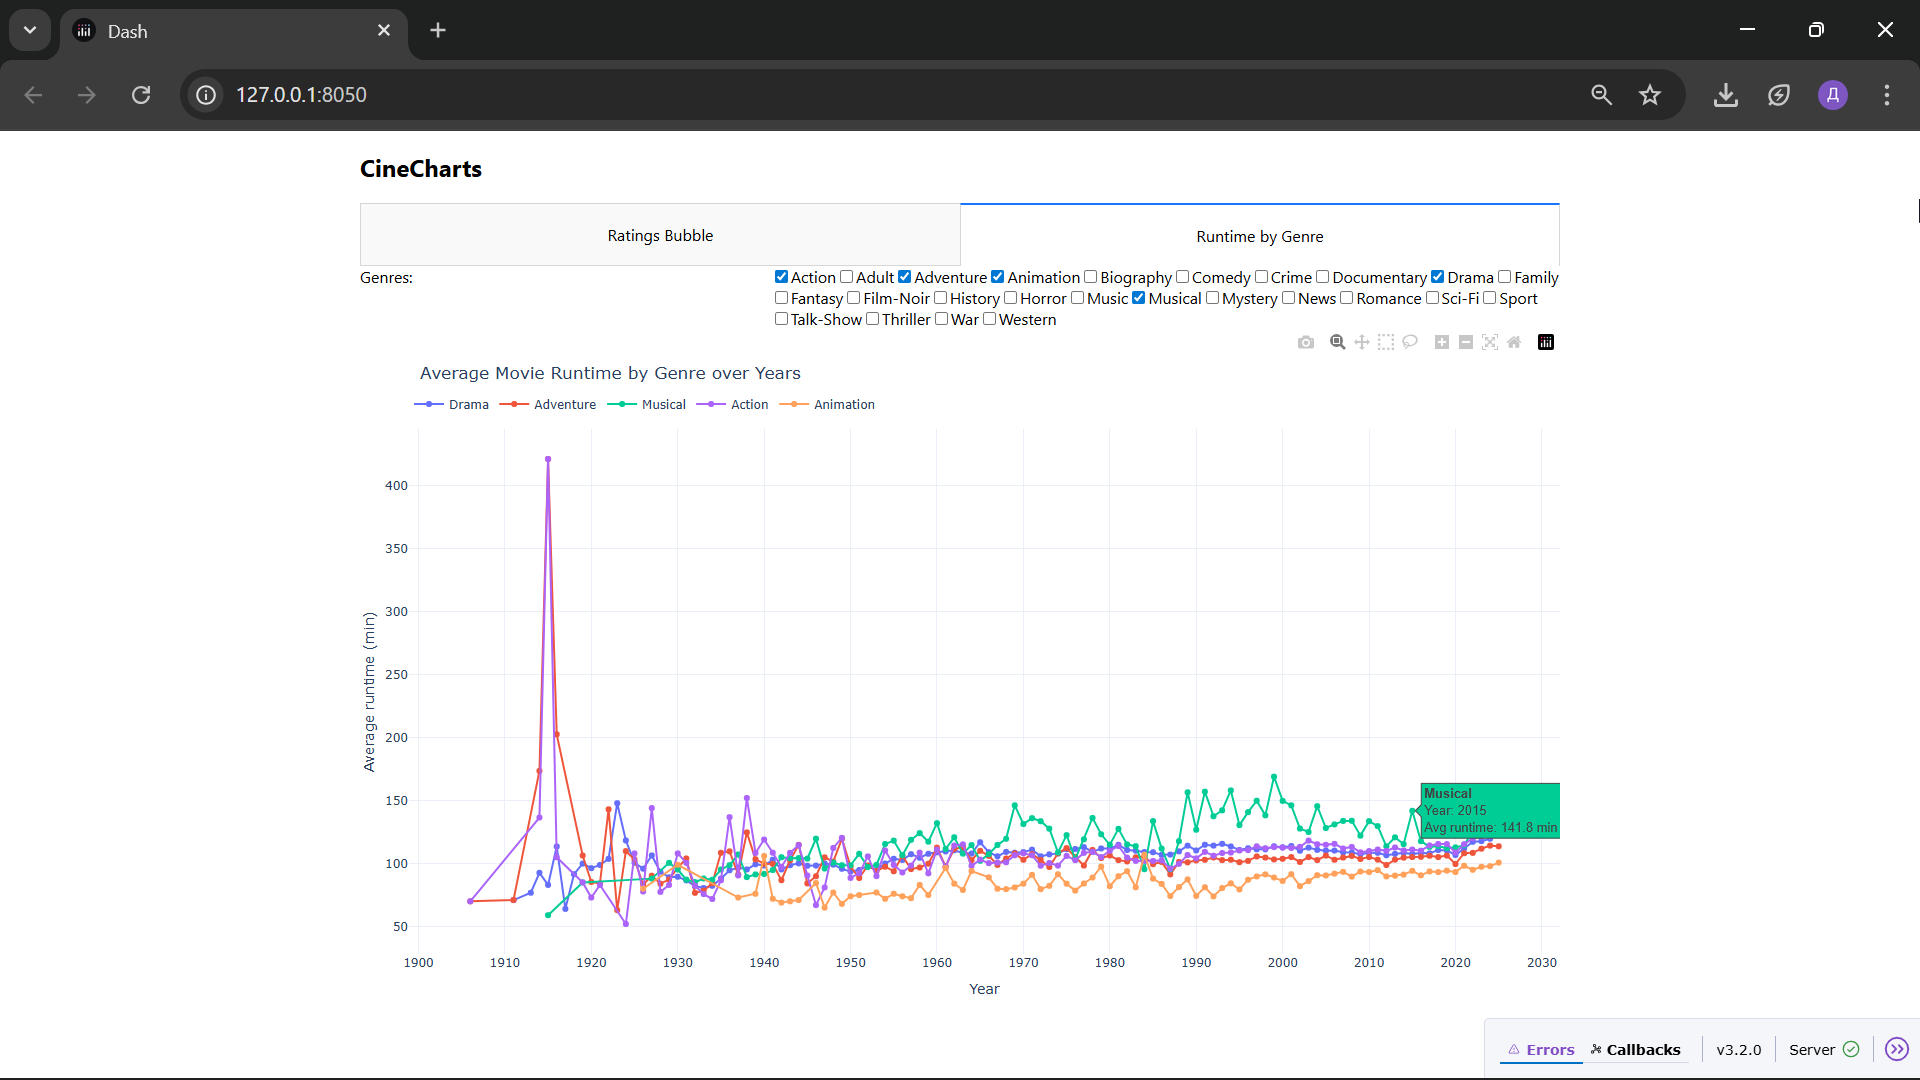 Dash
127.0.0.1:8050
Д
CineCharts
Ratings Bubble
Runtime by Genre
Genres:
Action Adult Adventure Animation Biography Comedy Crime Documentary Drama Family
Fantasy Film-Noir History Horror Music Musical Mystery News Romance Sci-Fi Sport
Talk-Show Thriller War Western
Average Movie Runtime by Genre over Years
Drama Adventure Musical Action Animation
400
350
300
250
200
150
100
50
Average runtime (min)
Musical
Year: 2015
Avg runtime: 141.8 min
1900 1910 1920 1930 1940 1950 1960 1970 1980 1990 2000 2010 2020 2030
Year
Errors Callbacks v3.2.0 Server